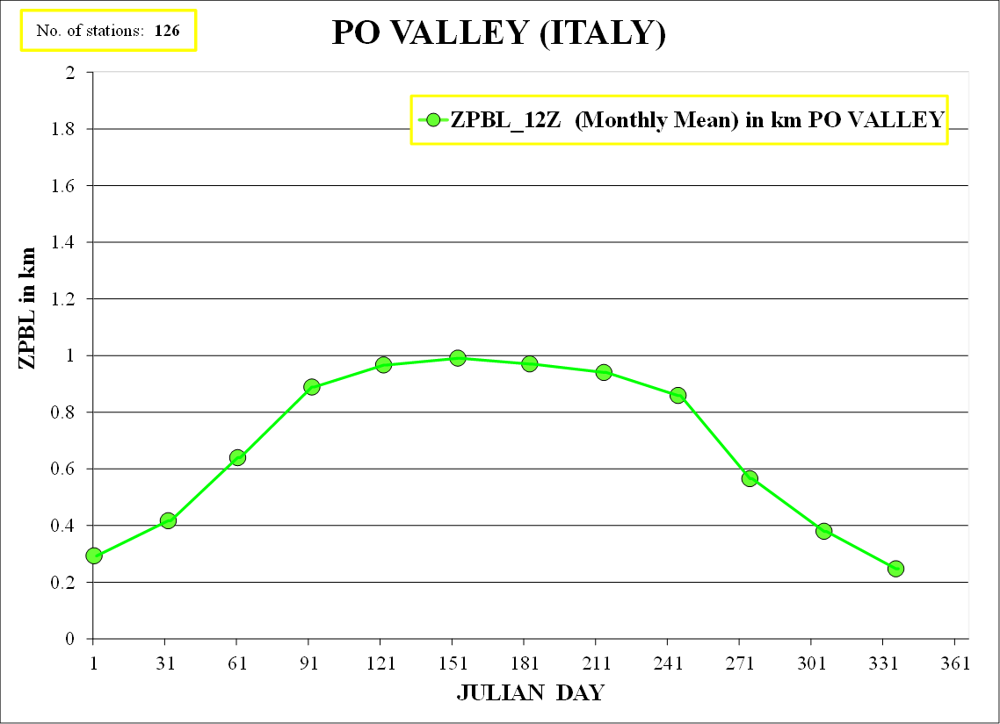 No. of stations: 126
PO VALLEY (ITALY)
ZPBL_12Z (Monthly Mean) in km PO VALLEY
ZPBL in km
2
1.8
1.6
1.4
1.2
1
0.8
0.6
0.4
0.2
0
1 31 61 91 121 151 181 211 241 271 301 331 361
JULIAN DAY